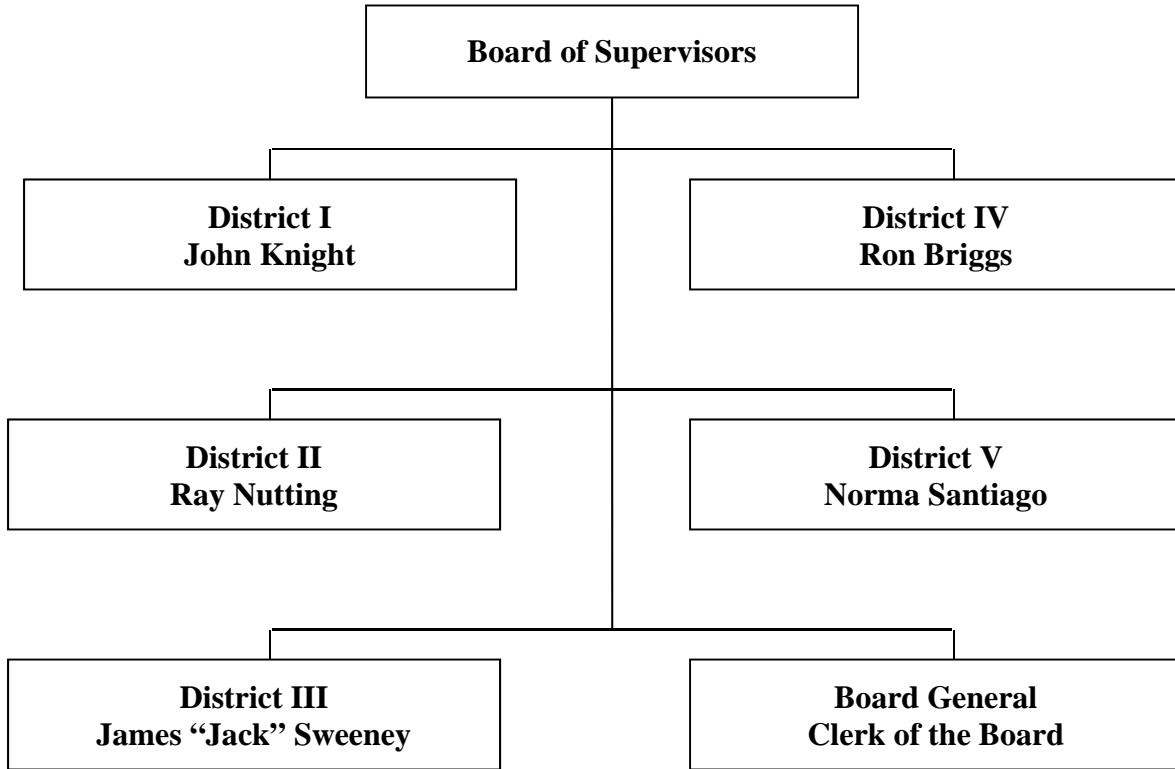 Board of Supervisors
District I
John Knight
District IV
Ron Briggs
District II
Ray Nutting
District V
Norma Santiago
District III
James “Jack” Sweeney
Board General
Clerk of the Board